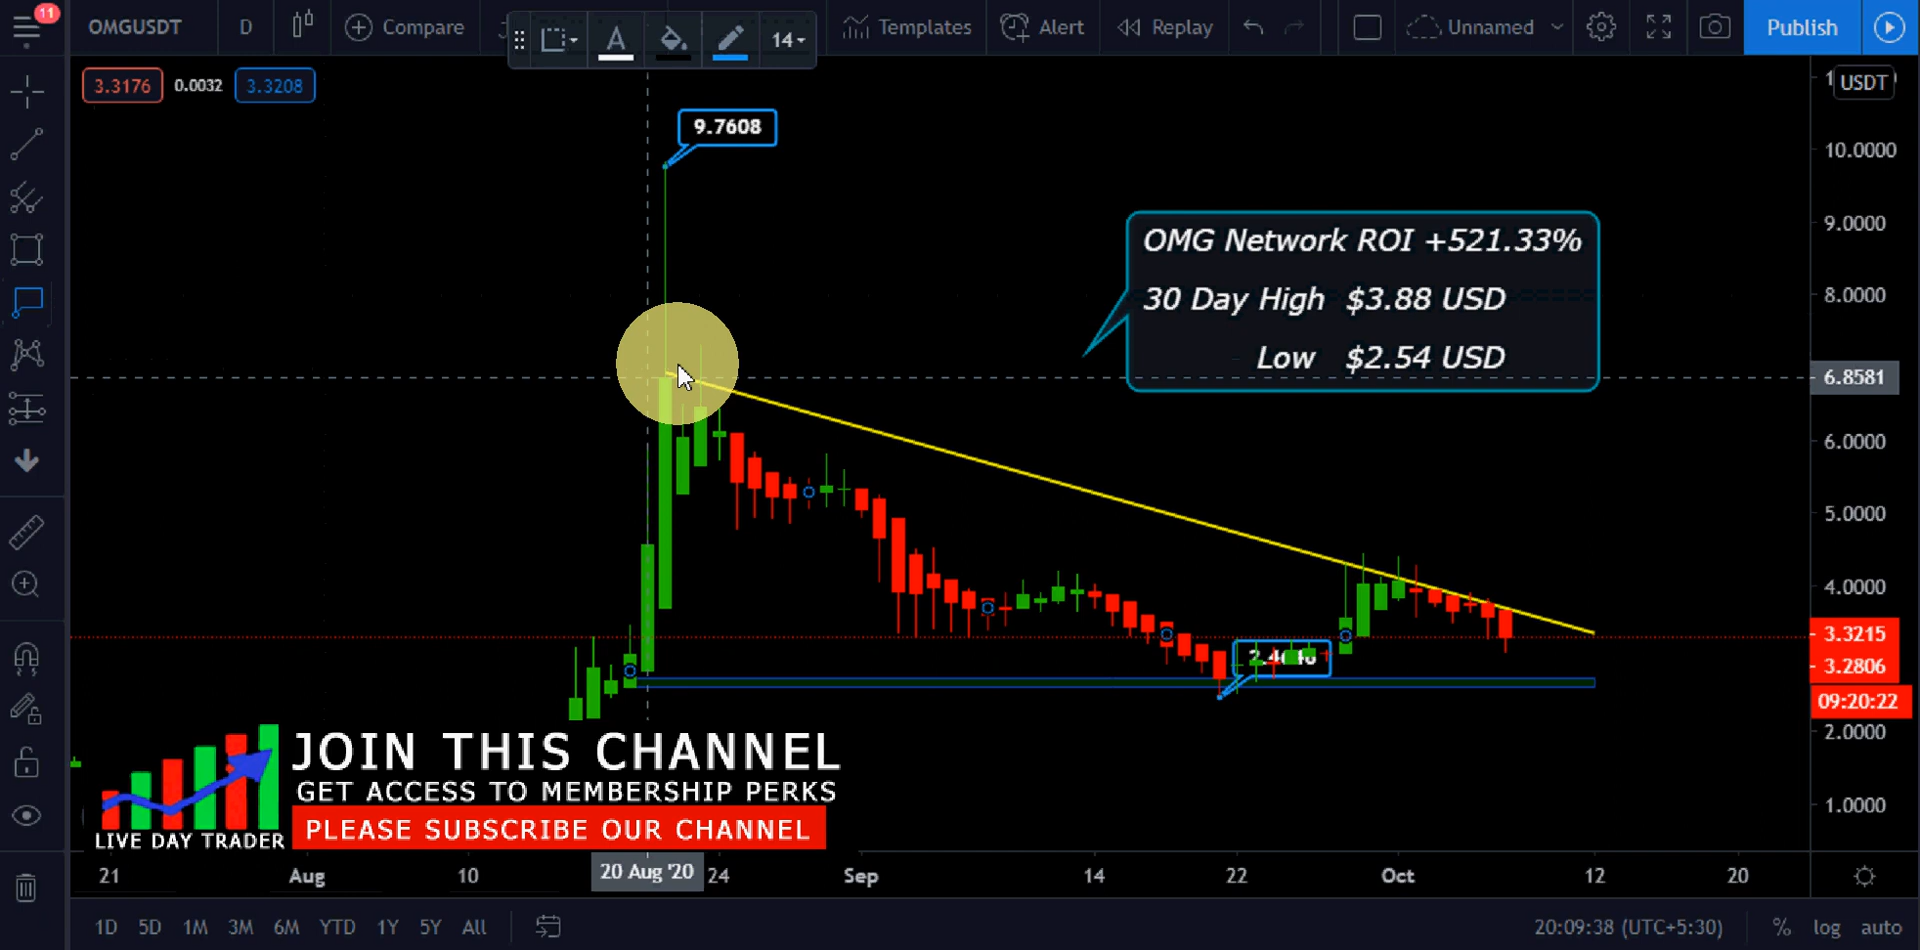 11
OMGUSDT D Compare 14 Templates Alert Replay Unnamed Publish
3.3176 0.0032 3.3208
USDT
9.7608
10.0000
9.0000
8.0000
6.8581
6.0000
5.0000
4.0000
3.3215
3.2806
09:20:22
2.0000
1.0000
OMG Network ROI +521.33%
30 Day High $3.88 USD
Low $2.54 USD
JOIN THIS CHANNEL
GET ACCESS TO MEMBERSHIP PERKS
PLEASE SUBSCRIBE OUR CHANNEL
LIVE DAY TRADER
21 Aug 10 20 Aug '20 24 Sep 14 22 Oct 12 20
1D 5D 1M 3M 6M YTD 1Y 5Y All 20:09:38 (UTC+5:30) % log auto